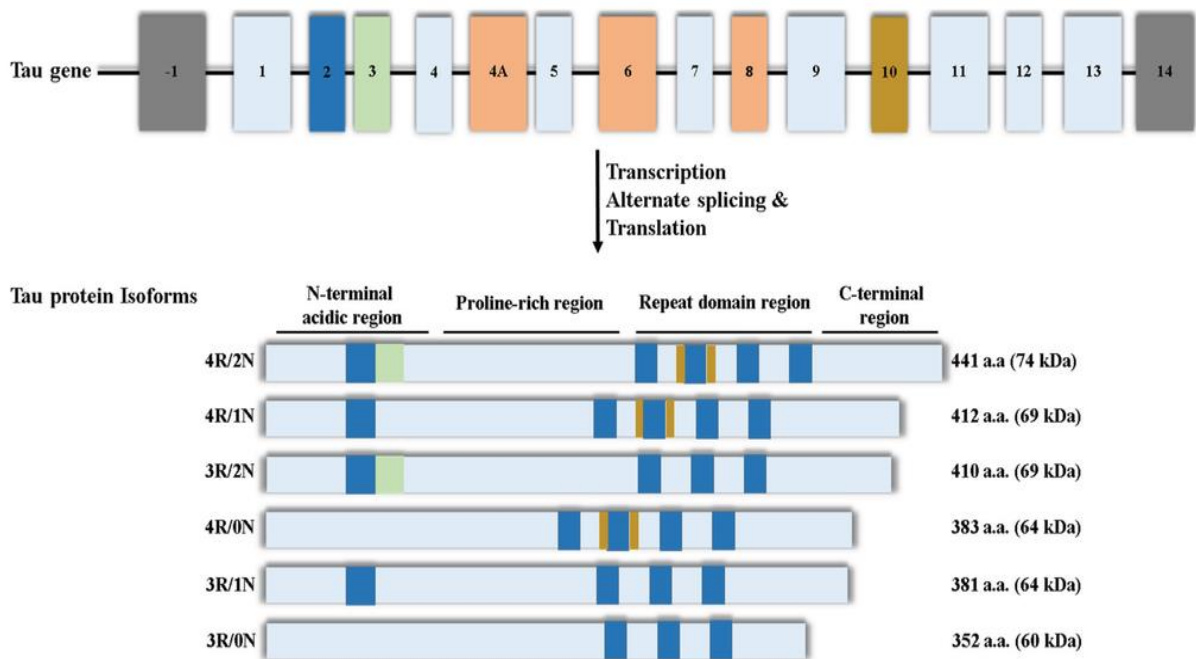 Tau gene
-1 1 2 3 4 4A 5 6 7 8 9 10 11 12 13 14
Transcription
Alternate splicing &
Translation
Tau protein Isoforms
N-terminal
acidic region
Proline-rich region
Repeat domain region
C-terminal
region
4R/2N 441 a.a (74 kDa)
4R/1N 412 a.a. (69 kDa)
3R/2N 410 a.a. (69 kDa)
4R/0N 383 a.a. (64 kDa)
3R/1N 381 a.a. (64 kDa)
3R/0N 352 a.a. (60 kDa)